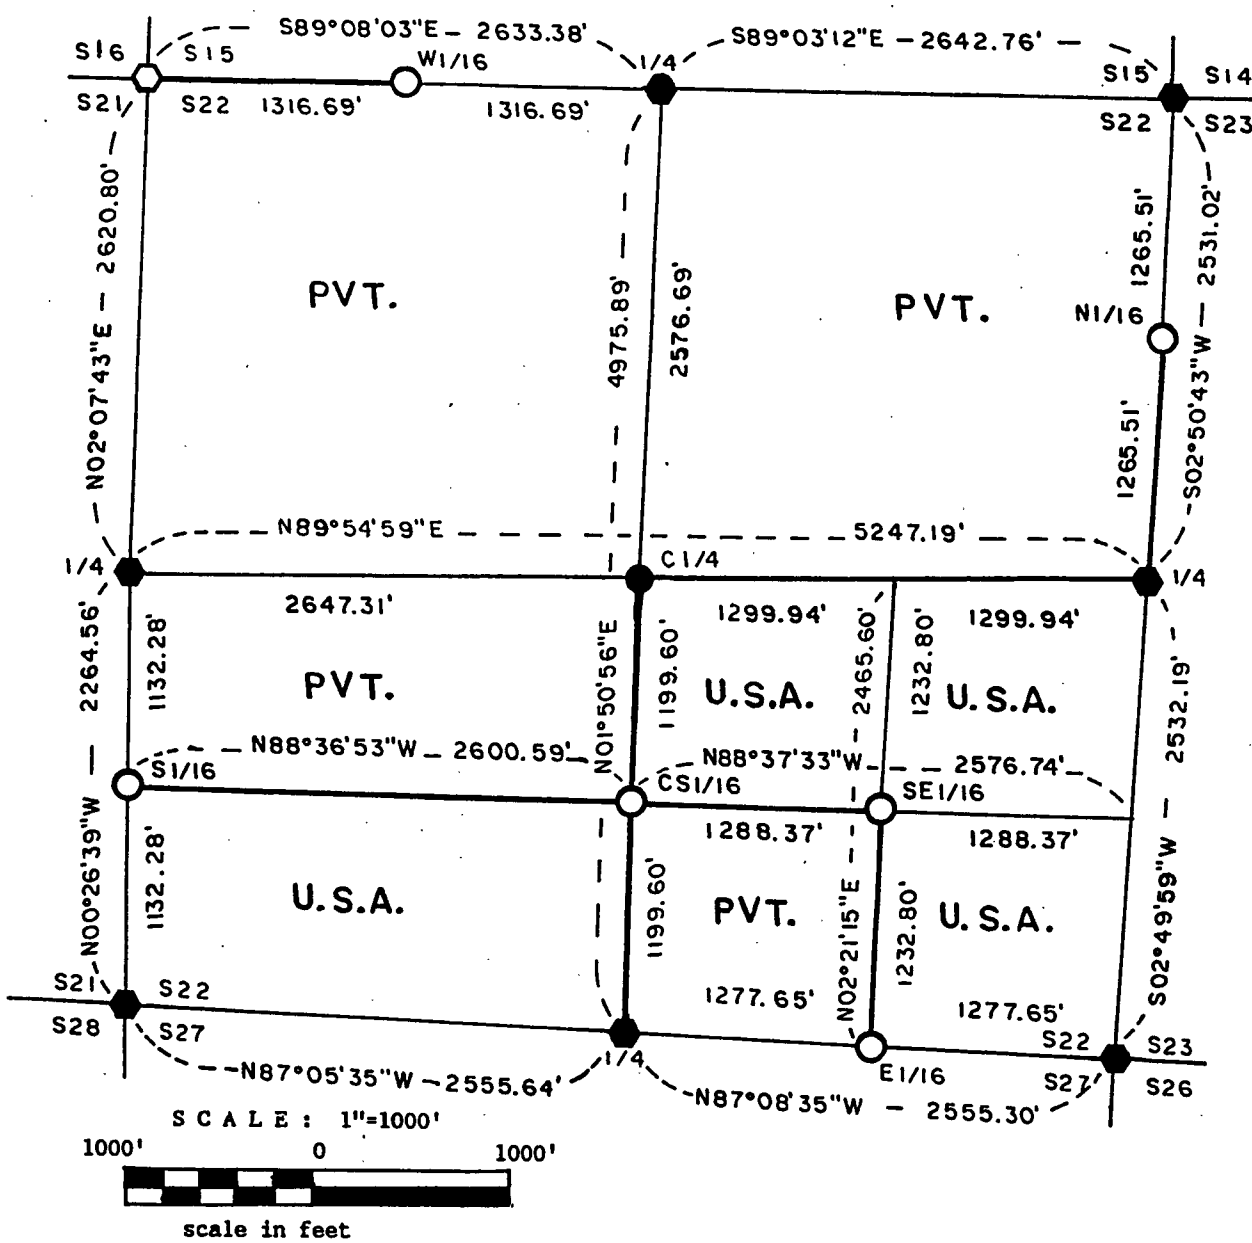 S89°08'03"E – 2633.38'
S89°03'12"E – 2642.76'
S16 S15
W1/16
1/4
S15 S14
S21 S22 1316.69' 1316.69'
S22 S23
N02°07'43"E – 2620.80'
4975.89'
2576.69'
1265.51'
S02°50'43"W – 2531.02'
PVT.
PVT.
N1/16
1265.51'
N89°54'59"E – 5247.19'
1/4
C1/4
1/4
2647.31'
1299.94'
1299.94'
N00°26'39"W – 2264.56'
1132.28'
N01°50'56"E
1199.60'
2465.60'
1232.80'
2532.19'
PVT.
U.S.A.
U.S.A.
N88°36'53"W – 2600.59'
N88°37'33"W – 2576.74'
S1/16
CS1/16
SE1/16
1288.37'
1288.37'
1132.28'
1199.60'
N02°21'15"E
1232.80'
S02°49'59"W
U.S.A.
PVT.
U.S.A.
1277.65'
1277.65'
S21 S22
S22 S23
S28 S27
1/4
E1/16
S27 S26
N87°05'35"W – 2555.64'
N87°08'35"W – 2555.30'
SCALE: 1"=1000'
1000' 0 1000'
scale in feet